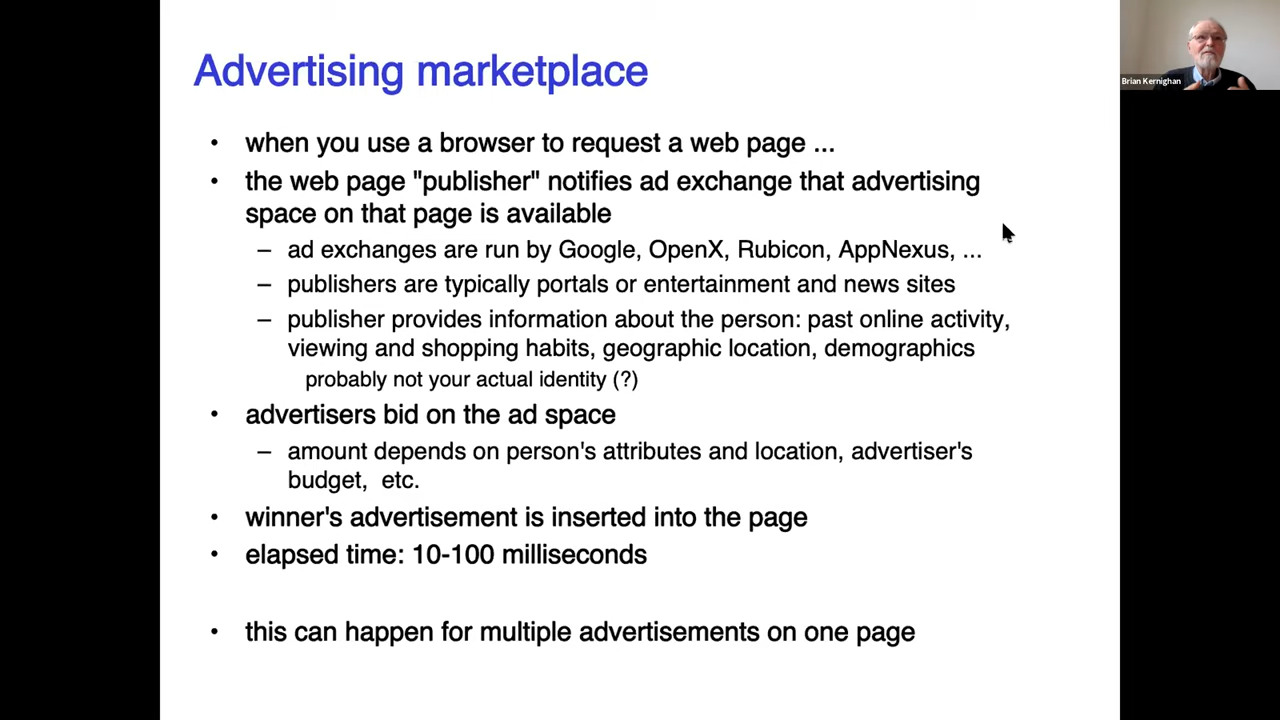 Advertising marketplace
• when you use a browser to request a web page ...
• the web page "publisher" notifies ad exchange that advertising
space on that page is available
– ad exchanges are run by Google, OpenX, Rubicon, AppNexus, ...
– publishers are typically portals or entertainment and news sites
– publisher provides information about the person: past online activity,
viewing and shopping habits, geographic location, demographics
probably not your actual identity (?)
• advertisers bid on the ad space
– amount depends on person's attributes and location, advertiser's
budget,  etc.
• winner's advertisement is inserted into the page
• elapsed time: 10-100 milliseconds
• this can happen for multiple advertisements on one page
Brian Kernighan